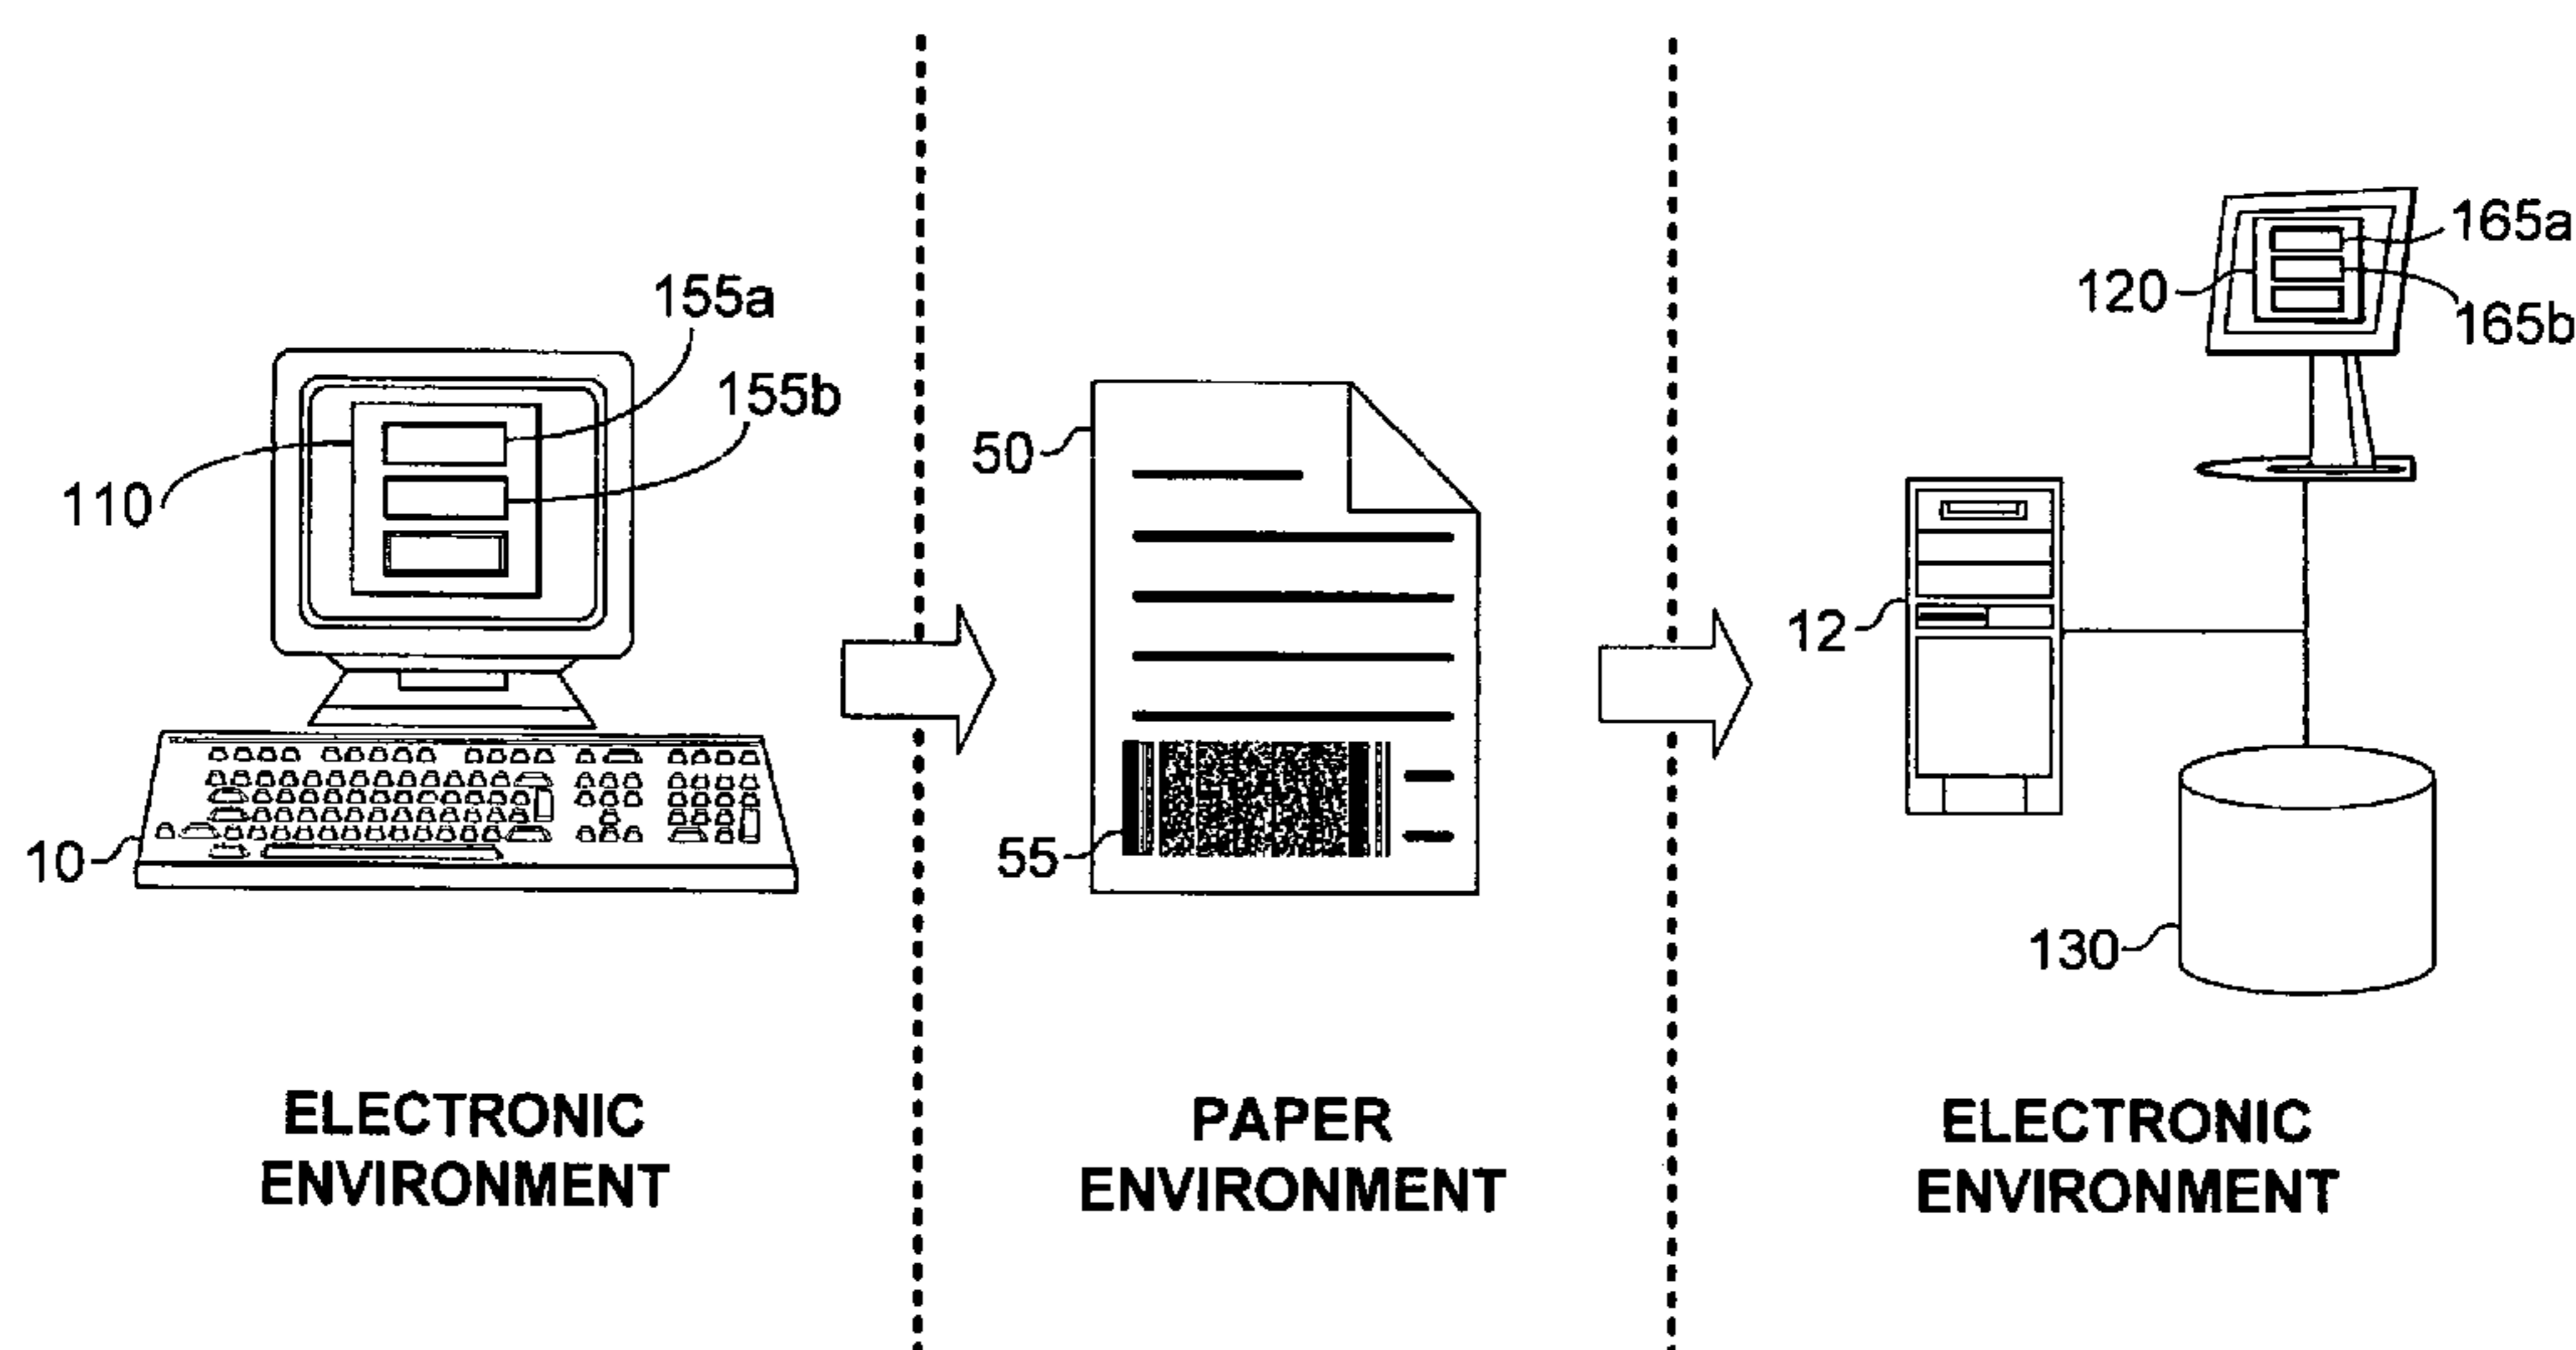 155a
155b
110
10
50
55
165a
120
165b
12
130
ELECTRONIC
ENVIRONMENT
PAPER
ENVIRONMENT
ELECTRONIC
ENVIRONMENT